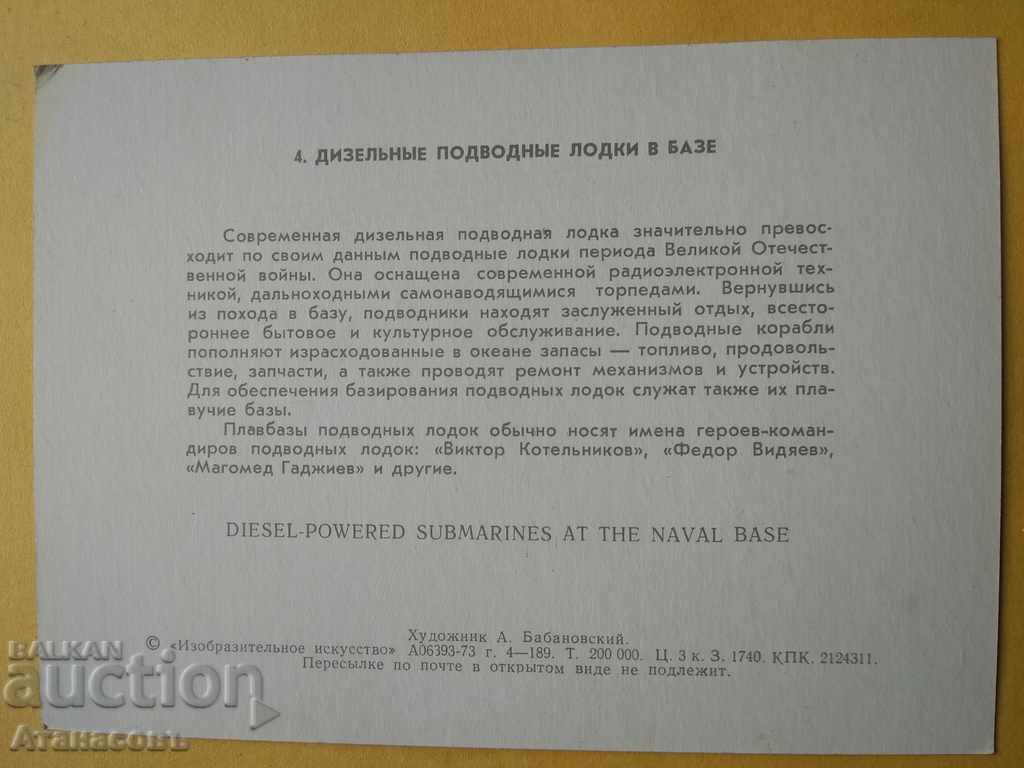 4. ДИЗЕЛЬНЫЕ ПОДВОДНЫЕ ЛОДКИ В БАЗЕ
Современная дизельная подводная лодка значительно превос-
ходит по своим данным подводные лодки периода Великой Отечест-
венной войны. Она оснащена современной радиоэлектронной тех-
никой, дальноходными самонаводящимися торпедами. Вернувшись
из похода в базу, подводники находят заслуженный отдых, всесто-
роннее бытовое и культурное обслуживание. Подводные корабли
пополняют израсходованные в океане запасы — топливо, продоволь-
ствие, запчасти, а также проводят ремонт механизмов и устройств.
Для обеспечения базирования подводных лодок служат также их пла-
вучие базы.
Плавбазы подводных лодок обычно носят имена героев-коман-
диров подводных лодок: «Виктор Котельников», «Федор Видяев»,
«Магомед Гаджиев» и другие.
DIESEL-POWERED SUBMARINES AT THE NAVAL BASE
Художник А. Бабановский.
© «Изобразительное искусство» А06393-73 г. 4—189. Т. 200 000. Ц. 3 к. З. 1740. КПК. 2124311.
Пересылке по почте в открытом виде не подлежит.
BALKAN
auction
Атанасовъ